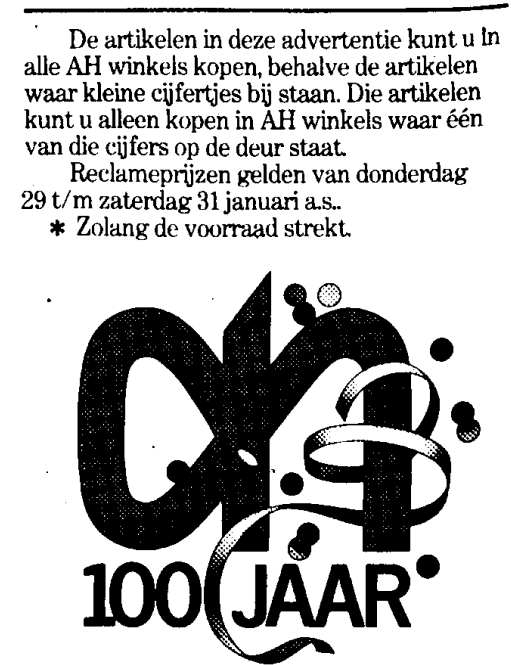 De artikelen in deze advertentie kunt u in
alle AH winkels kopen, behalve de artikelen
waar kleine cijfertjes bij staan. Die artikelen
kunt u alleen kopen in AH winkels waar één
van die cijfers op de deur staat.
Reclameprijzen gelden van donderdag
29 t/m zaterdag 31 januari a.s..
* Zolang de voorraad strekt.
ah
100 JAAR